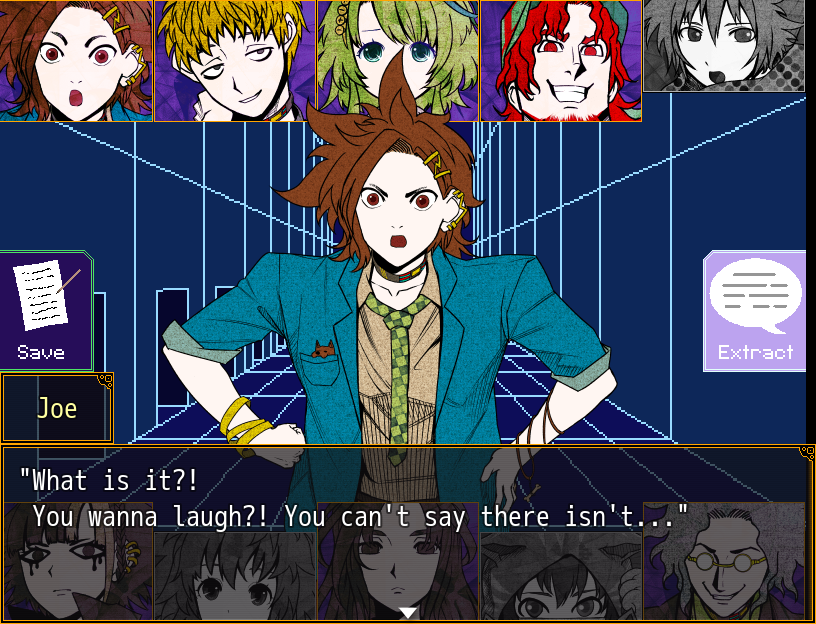 Save
Extract
Joe
"What is it?!
You wanna laugh?! You can't say there isn't..."